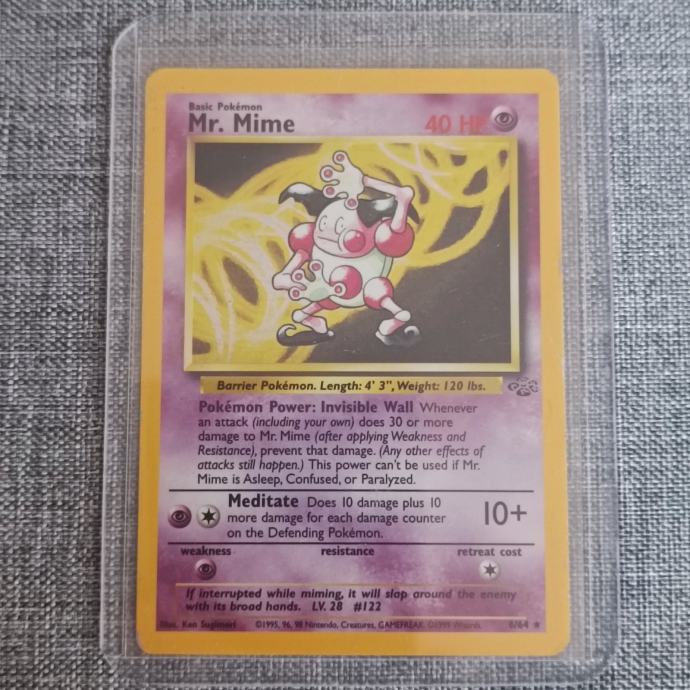 Basic Pokémon
Mr. Mime 40 HP
Barrier Pokémon. Length: 4' 3", Weight: 120 lbs.
Pokémon Power: Invisible Wall Whenever
an attack (including your own) does 30 or more
damage to Mr. Mime (after applying Weakness and
Resistance), prevent that damage. (Any other effects of
attacks still happen.) This power can't be used if Mr.
Mime is Asleep, Confused, or Paralyzed.
Meditate Does 10 damage plus 10
more damage for each damage counter
on the Defending Pokémon.
10+
weakness resistance retreat cost
If interrupted while miming, it will slap around the enemy
with its broad hands. LV. 28 #122
Illus. Ken Sugimori ©1995, 96, 98 Nintendo, Creatures, GAMEFREAK. ©1999 Wizards. 6/64 ★